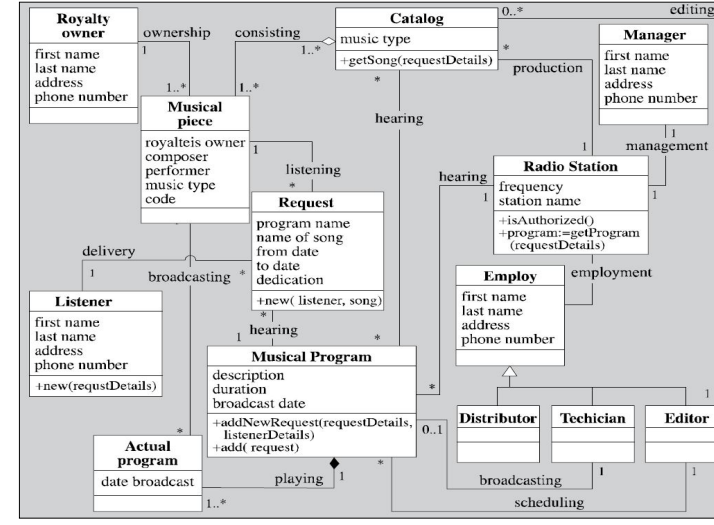 Royalty
owner
first name
last name
address
phone number
ownership
1
1..*
consisting
1..*
1..*
Catalog
music type
+getSong(requestDetails)
0..*
editing
*
production
1
*
hearing
*
Manager
first name
last name
address
phone number
1
management
1
Musical
piece
royalteis owner
composer
performer
music type
code
1
listening
*
Radio Station
frequency
station name
+isAuthorized()
+program:=getProgram
(requestDetails)
hearing
1
*
employment
Request
program name
name of song
from date
to date
dedication
+new( listener, song)
delivery
1
*
broadcasting
*
Listener
first name
last name
address
phone number
+new(requstDetails)
*
hearing
1
Employ
first name
last name
address
phone number
Musical Program
description
duration
broadcast date
+addNewRequest(requestDetails,
listenerDetails)
+add( request)
Distributor
Techician
Editor
1
0..1
broadcasting
1
Actual
program
date broadcast
playing
1
1..*
*
scheduling
1